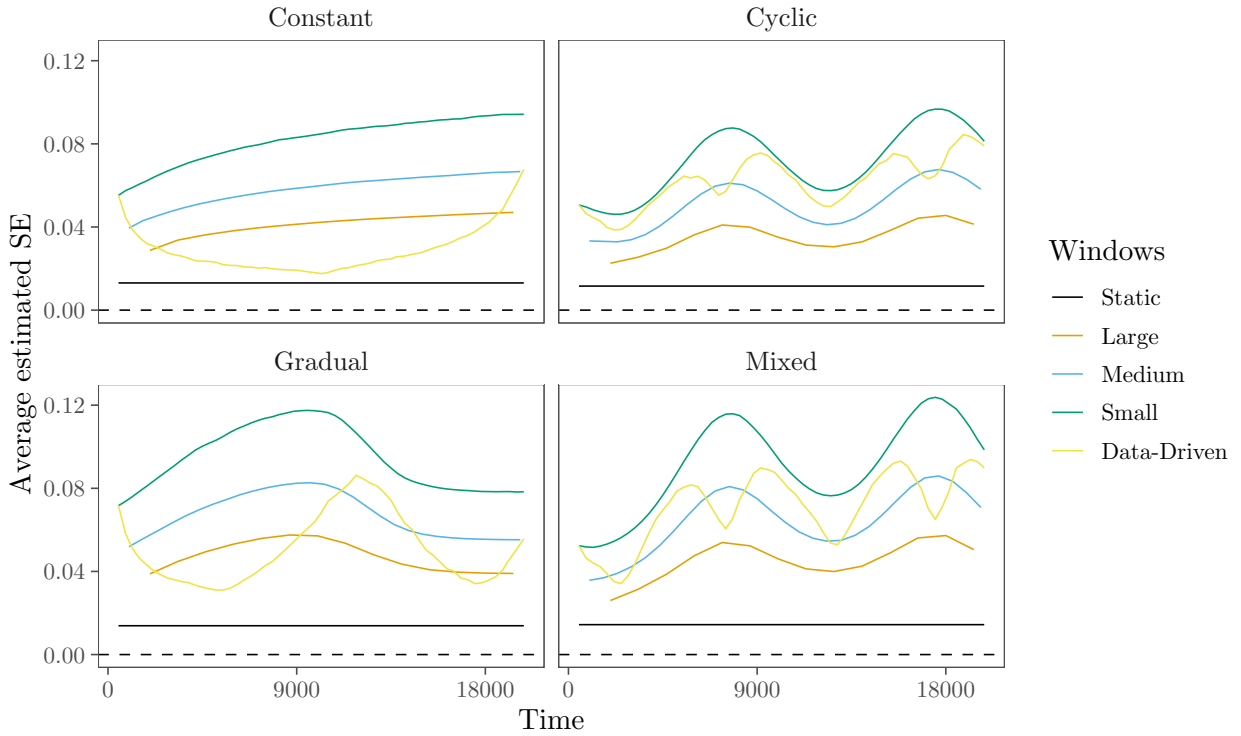 Constant
Cyclic
0.12
0.08
0.04
0.00
Gradual
Mixed
0.12
0.08
0.04
0.00
0
9000
18000
0
9000
18000
Time
Average estimated SE
Windows
Static
Large
Medium
Small
Data-Driven